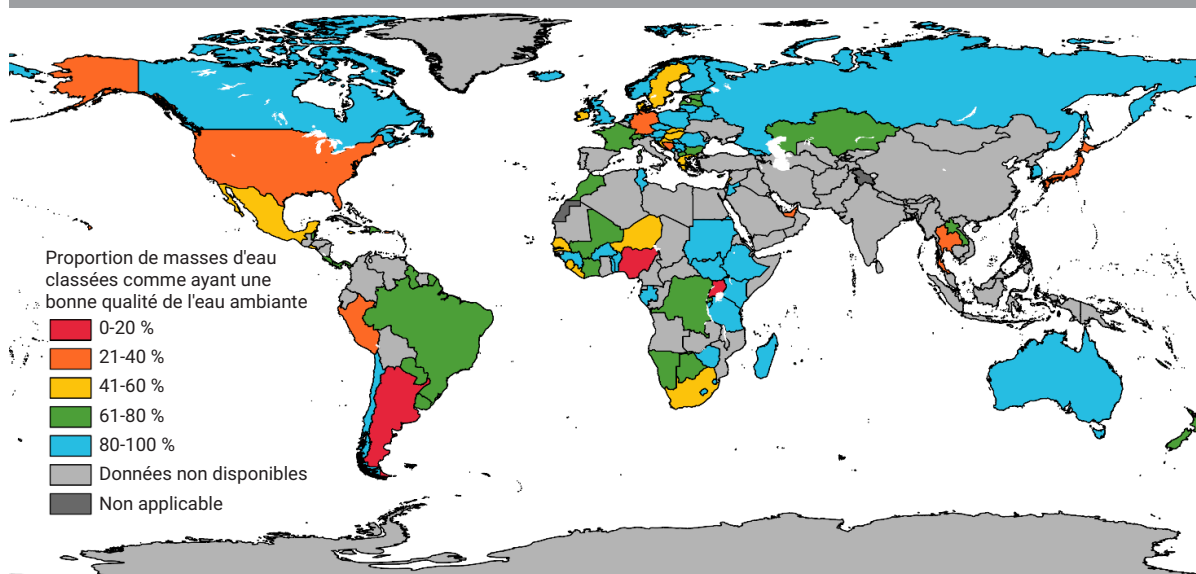 Proportion de masses d'eau
classées comme ayant une
bonne qualité de l'eau ambiante
0-20 %
21-40 %
41-60 %
61-80 %
80-100 %
Données non disponibles
Non applicable